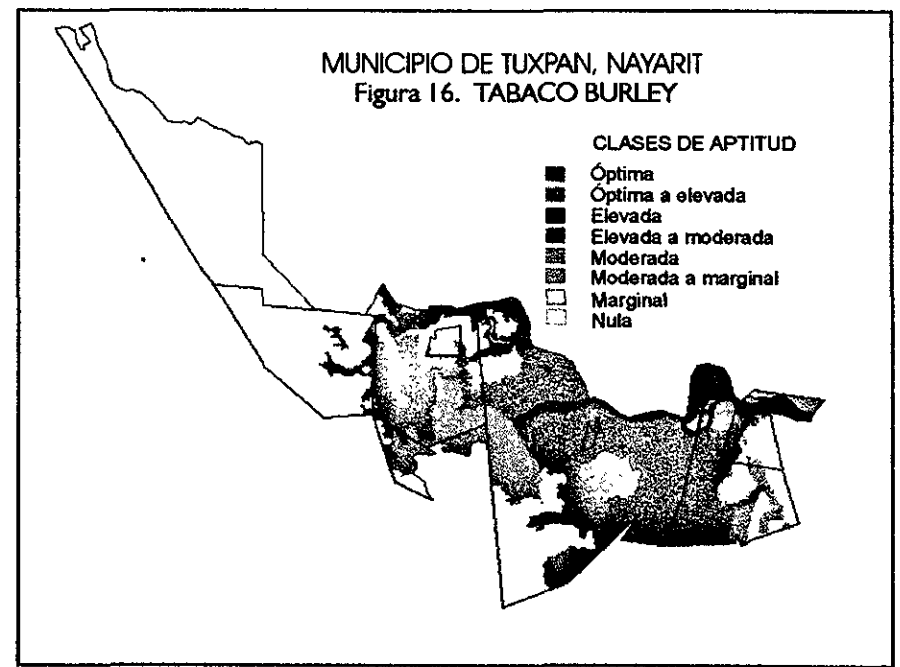 MUNICIPIO DE TUXPAN, NAYARIT
Figura 16. TABACO BURLEY
CLASES DE APTITUD
Óptima
Óptima a elevada
Elevada
Elevada a moderada
Moderada
Moderada a marginal
Marginal
Nula